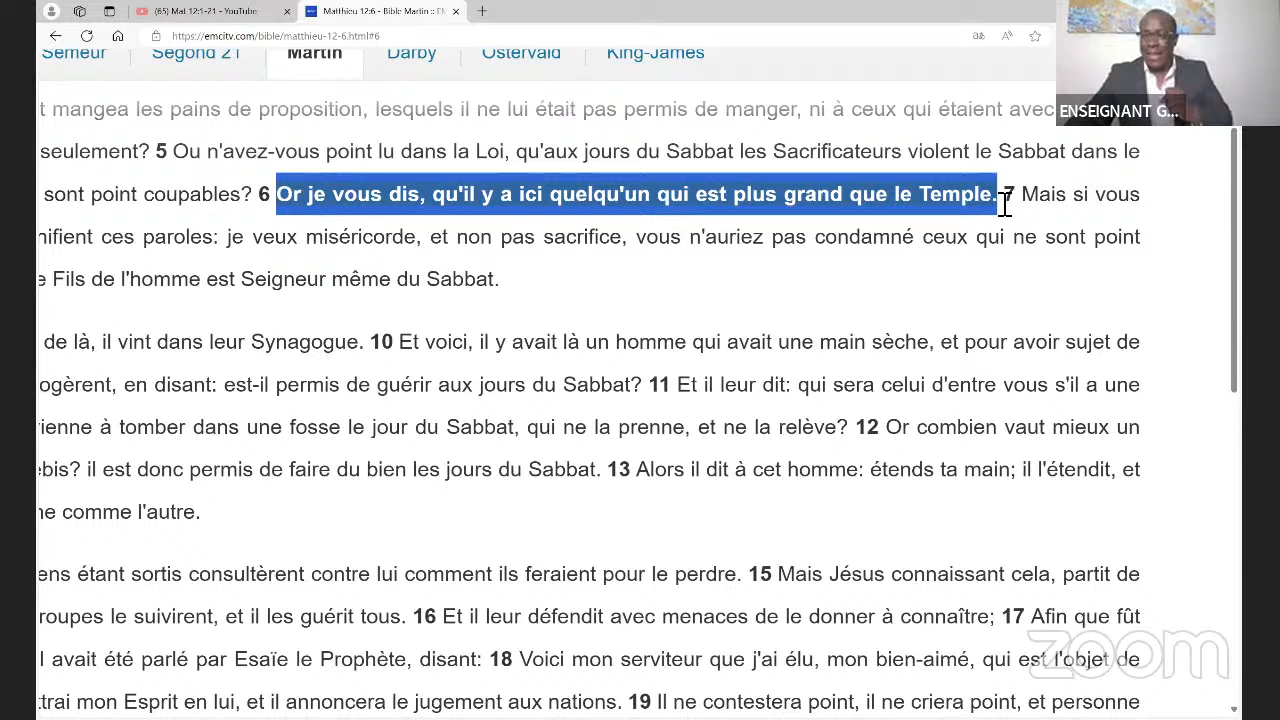 (65) Mat 12:1-21 - YouTube
Matthieu 12:6 - Bible Martin :: EM
https://www.emcitv.com/bible/matthieu-12-6.html#6
Semeur Segond 21 Martin Darby Ostervald King-James
ENSEIGNANT G...
t mangea les pains de proposition, lesquels il ne lui était pas permis de manger, ni à ceux qui étaient avec
seulement? 5 Ou n'avez-vous point lu dans la Loi, qu'aux jours du Sabbat les Sacrificateurs violent le Sabbat dans le
sont point coupables? 6 Or je vous dis, qu'il y a ici quelqu'un qui est plus grand que le Temple. 7 Mais si vous
nifient ces paroles: je veux miséricorde, et non pas sacrifice, vous n'auriez pas condamné ceux qui ne sont point
e Fils de l'homme est Seigneur même du Sabbat.
de là, il vint dans leur Synagogue. 10 Et voici, il y avait là un homme qui avait une main sèche, et pour avoir sujet de
ogèrent, en disant: est-il permis de guérir aux jours du Sabbat? 11 Et il leur dit: qui sera celui d'entre vous s'il a une
vienne à tomber dans une fosse le jour du Sabbat, qui ne la prenne, et ne la relève? 12 Or combien vaut mieux un
ebis? il est donc permis de faire du bien les jours du Sabbat. 13 Alors il dit à cet homme: étends ta main; il l'étendit, et
ne comme l'autre.
ens étant sortis consultèrent contre lui comment ils feraient pour le perdre. 15 Mais Jésus connaissant cela, partit de
roupes le suivirent, et il les guérit tous. 16 Et il leur défendit avec menaces de le donner à connaître; 17 Afin que fût
l avait été parlé par Esaïe le Prophète, disant: 18 Voici mon serviteur que j'ai élu, mon bien-aimé, qui est l'objet de
ttrai mon Esprit en lui, et il annoncera le jugement aux nations. 19 Il ne contestera point, il ne criera point, et personne
zoom